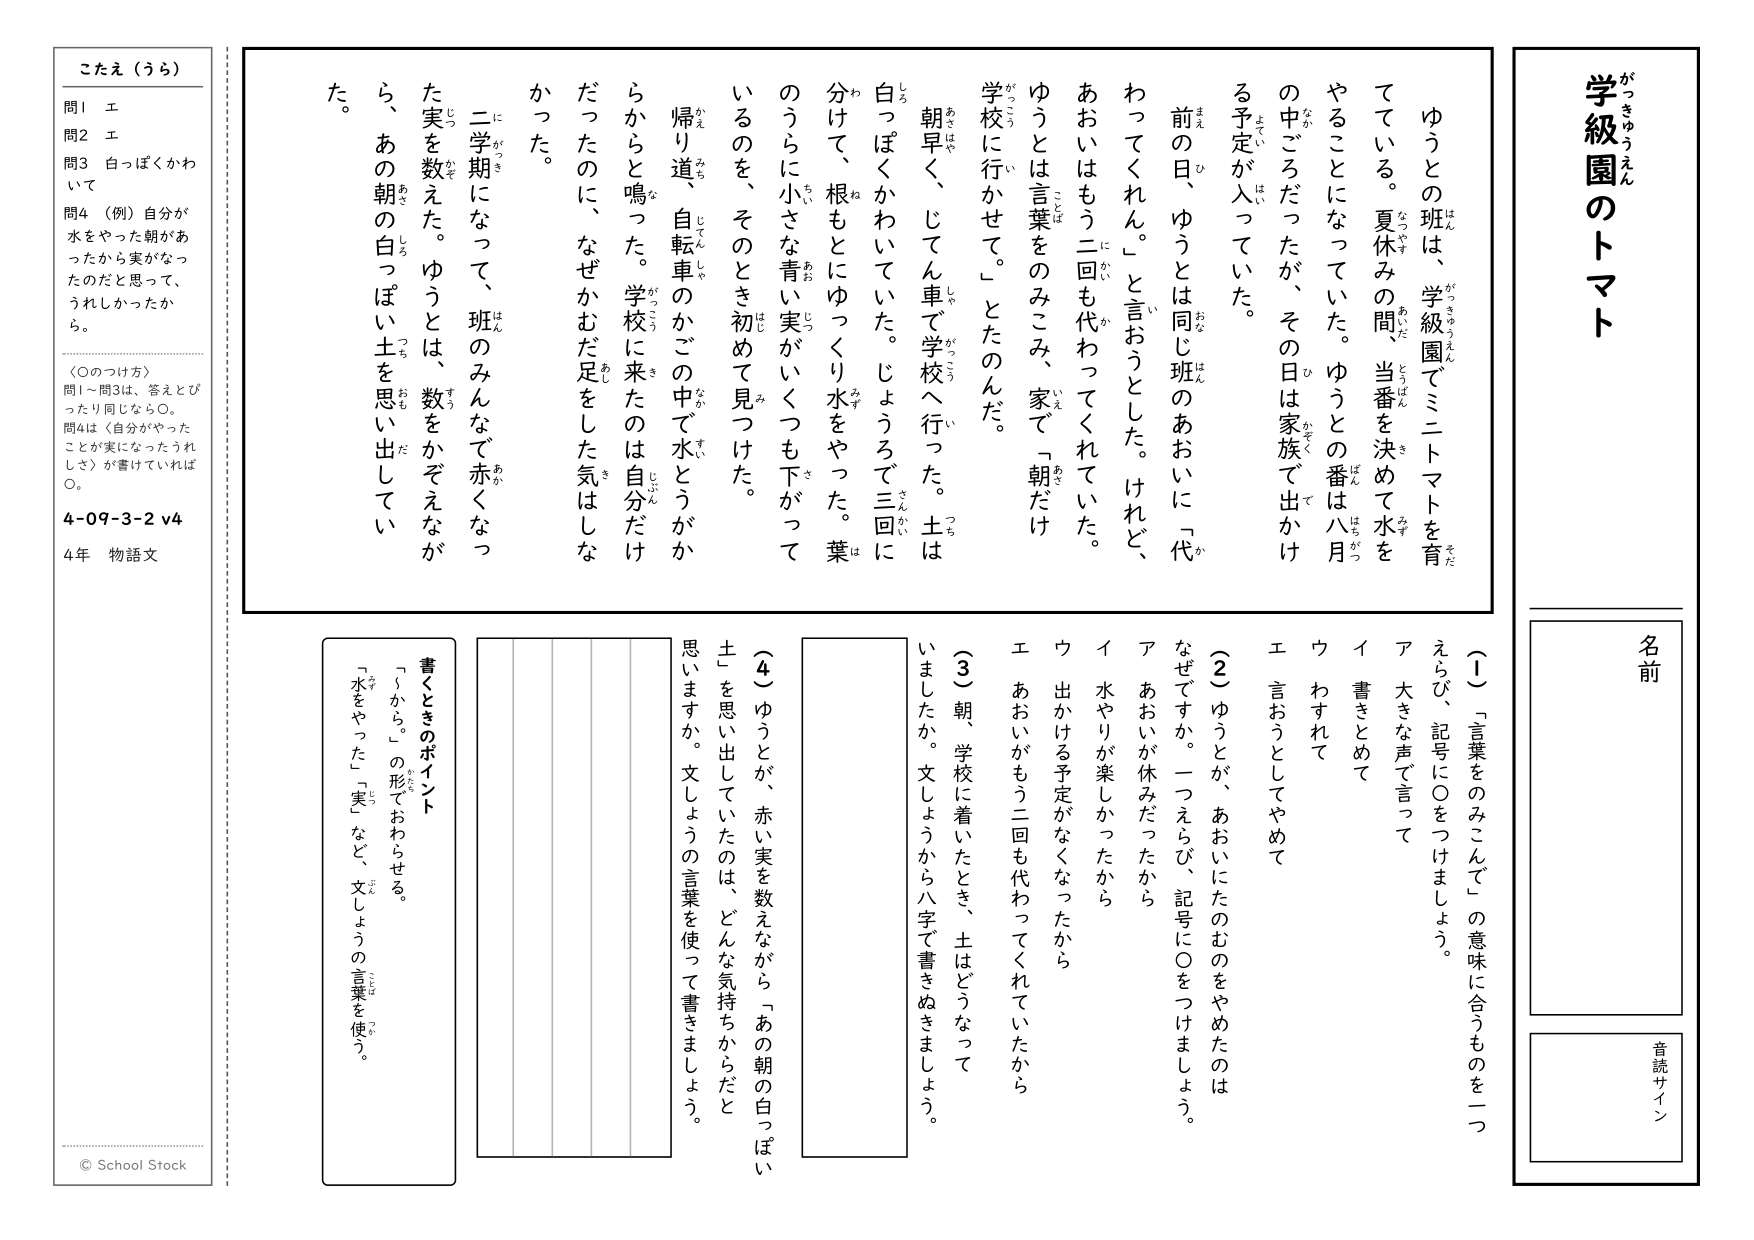 学級園のトマト
名前
音読サイン
ゆうとの班は、学級園でミニトマトを育
てている。夏休みの間、当番を決めて水を
やることになっていた。ゆうとの番は八月
の中ごろだったが、その日は家族で出かけ
る予定が入っていた。
前の日、ゆうとは同じ班のあおいに「代
わってくれん。」と言おうとした。けれど、
あおいはもう二回も代わってくれていた。
ゆうとは言葉をのみこみ、家で「朝だけ
学校に行かせて。」とたのんだ。
朝早く、じてん車で学校へ行った。土は
白っぽくかわいていた。じょうろで三回に
分けて、根もとにゆっくり水をやった。葉
のうらに小さな青い実がいくつも下がって
いるのを、そのとき初めて見つけた。
帰り道、自転車のかごの中で水とうがか
らからと鳴った。学校に来たのは自分だけ
だったのに、なぜかむだ足をした気はしな
かった。
二学期になって、班のみんなで赤くなっ
た実を数えた。ゆうとは、数をかぞえなが
ら、あの朝の白っぽい土を思い出してい
た。
(1)「言葉をのみこんで」の意味に合うものを一つ
えらび、記号に〇をつけましょう。
ア 大きな声で言って
イ 書きとめて
ウ わすれて
エ 言おうとしてやめて
(2)ゆうとが、あおいにたのむのをやめたのは
なぜですか。一つえらび、記号に〇をつけましょう。
ア あおいが休みだったから
イ 水やりが楽しかったから
ウ 出かける予定がなくなったから
エ あおいがもう二回も代わってくれていたから
(3)朝、学校に着いたとき、土はどうなって
いましたか。文しょうから八字で書きぬきましょう。
(4)ゆうとが、赤い実を数えながら「あの朝の白っぽい
土」を思い出していたのは、どんな気持ちからだと
思いますか。文しょうの言葉を使って書きましょう。
書くときのポイント
「〜から。」の形でおわらせる。
「水をやった」「実」など、文しょうの言葉を使う。
こたえ（うら）
問1 エ
問2 エ
問3 白っぽくかわ
いて
問4 （例）自分が
水をやった朝があ
ったから実がなっ
たのだと思って、
うれしかったか
ら。
〈〇のつけ方〉
問1〜問3は、答えとぴ
ったり同じなら〇。
問4は〈自分がやった
ことが実になったうれ
しさ〉が書けていれば
〇。
4-09-3-2 v4
4年 物語文
© School Stock